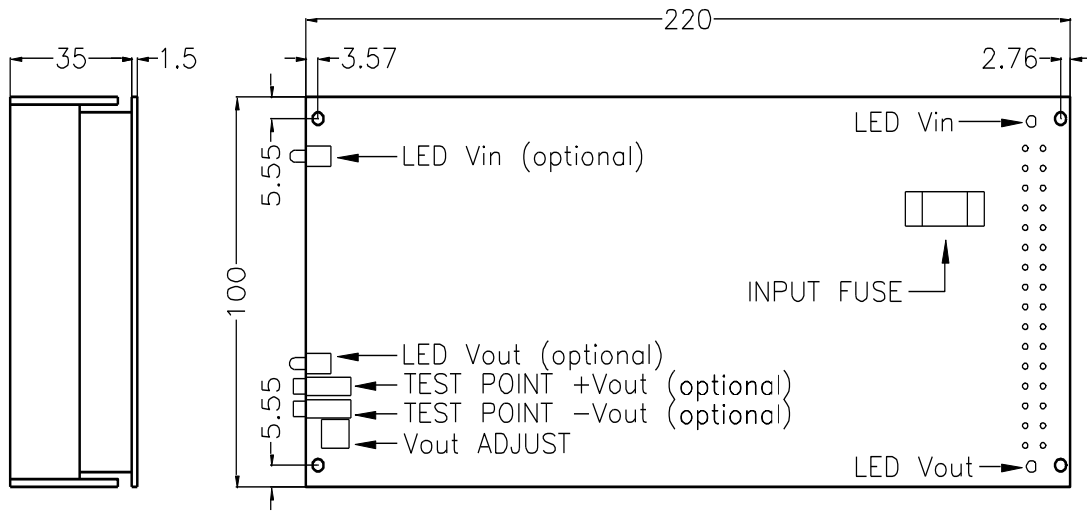 220
35
1.5
3.57
2.76
LED Vin
5.55
LED Vin (optional)
100
INPUT FUSE
LED Vout (optional)
TEST POINT +Vout (optional)
TEST POINT −Vout (optional)
5.55
Vout ADJUST
LED Vout